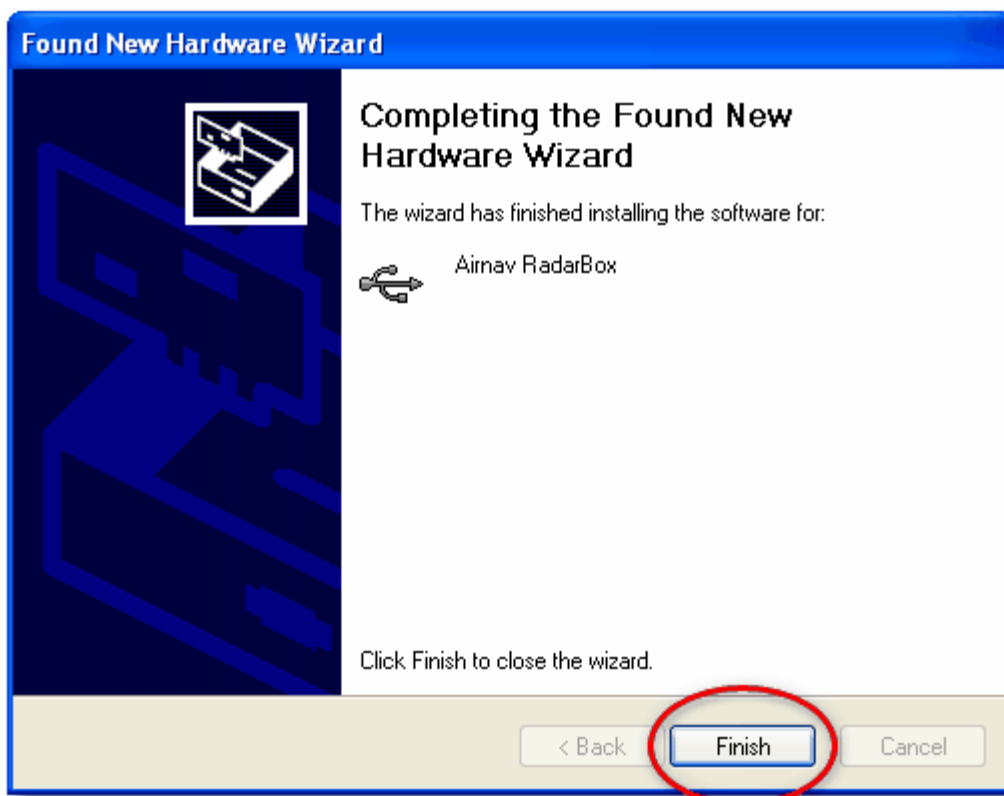 Found New Hardware Wizard
Completing the Found New
Hardware Wizard
The wizard has finished installing the software for:
Airnav RadarBox
Click Finish to close the wizard.
< Back
Finish
Cancel